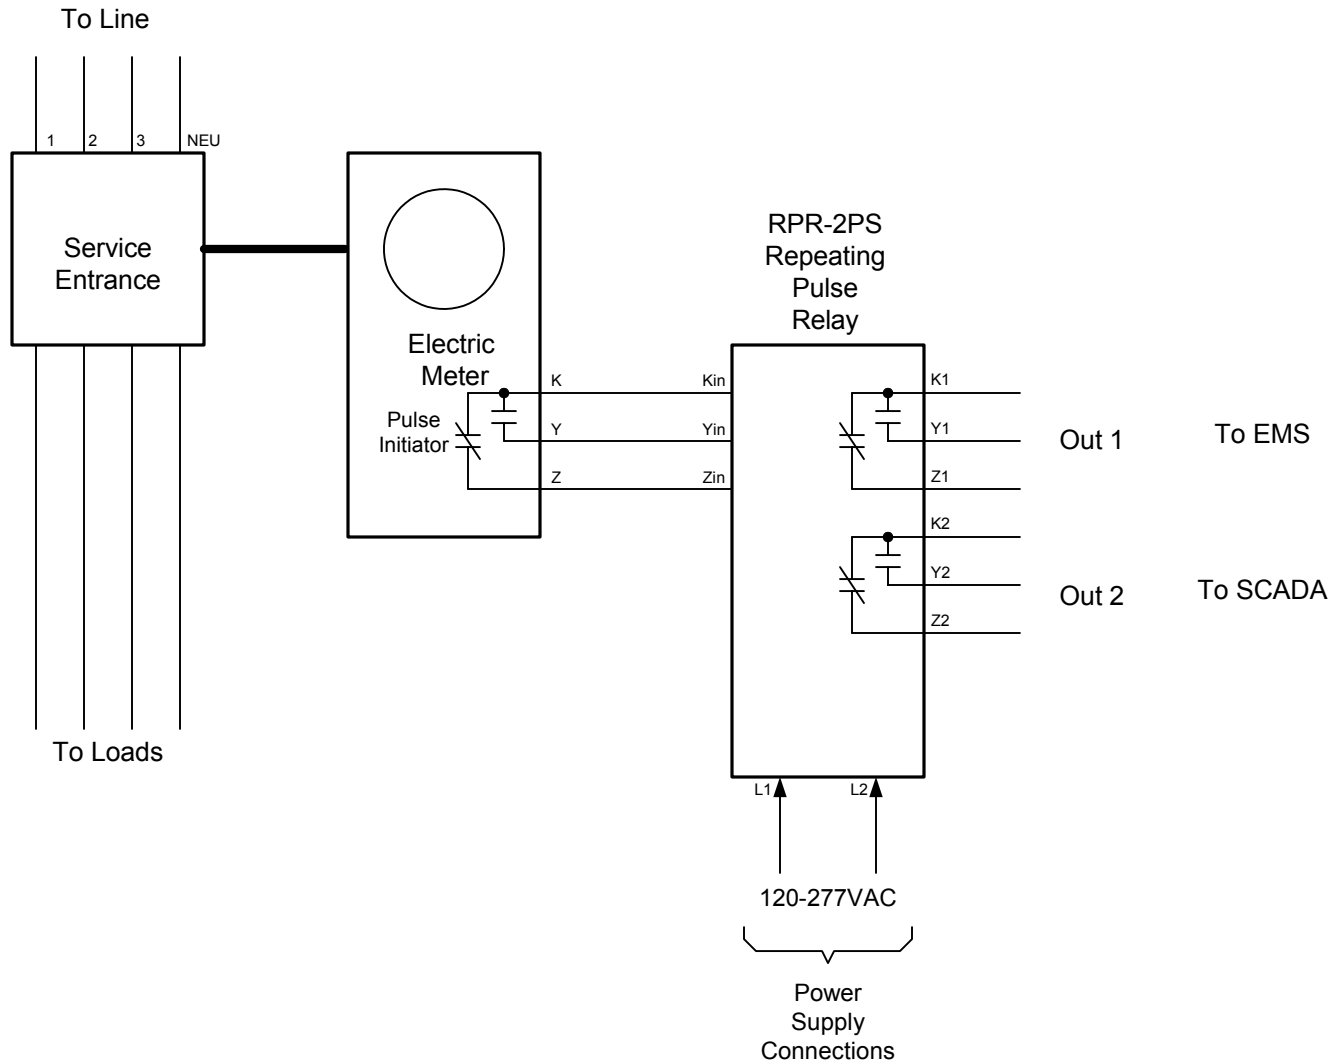 To Line
1 2 3 NEU
Service
Entrance
To Loads
Electric
Meter
Pulse
Initiator
K
Y
Z
RPR-2PS
Repeating
Pulse
Relay
Kin
Yin
Zin
K1
Y1
Z1
Out 1
To EMS
K2
Y2
Z2
Out 2
To SCADA
L1 L2
120-277VAC
Power
Supply
Connections